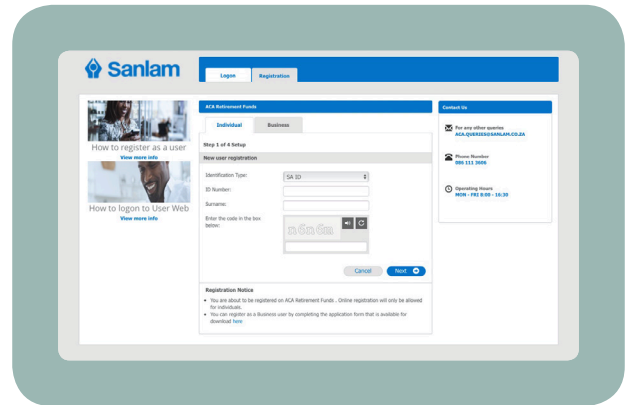 Sanlam
Logon
Registration
How to register as a user
View more info
How to logon to User Web
View more info
ACA Retirement Funds
Individual
Business
Step 1 of 4 Setup
New user registration
Identification Type:
SA ID
ID Number:
Surname:
Enter the code in the box
below:
n6n6m
Cancel
Next
Registration Notice
You are about to be registered on ACA Retirement Funds . Online registration will only be allowed
for individuals.
You can register as a Business user by completing the application form that is available for
download here
Contact Us
For any other queries
ACA.QUERIES@SANLAM.CO.ZA
Phone Number
086 111 3606
Operating Hours
MON - FRI 8:00 - 16:30